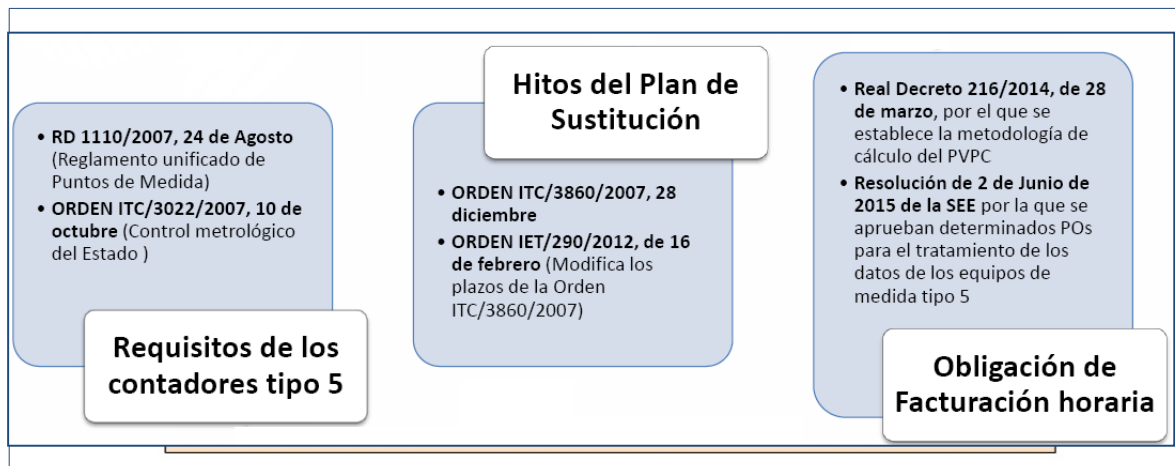 • RD 1110/2007, 24 de Agosto
(Reglamento unificado de
Puntos de Medida)
• ORDEN ITC/3022/2007, 10 de
octubre (Control metrológico
del Estado )
Requisitos de los
contadores tipo 5
Hitos del Plan de
Sustitución
• ORDEN ITC/3860/2007, 28
diciembre
• ORDEN IET/290/2012, de 16
de febrero (Modifica los
plazos de la Orden
ITC/3860/2007)
• Real Decreto 216/2014, de 28
de marzo, por el que se
establece la metodología de
cálculo del PVPC
• Resolución de 2 de Junio de
2015 de la SEE por la que se
aprueban determinados POs
para el tratamiento de los
datos de los equipos de
medida tipo 5
Obligación de
Facturación horaria